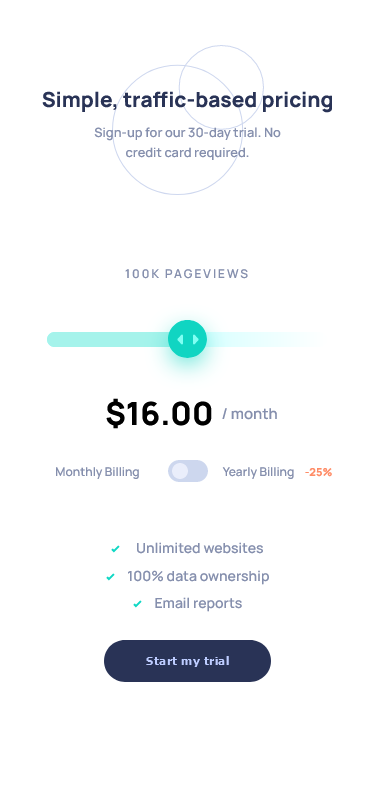 Simple, traffic-based pricing
Sign-up for our 30-day trial. No
credit card required.
100K PAGEVIEWS
$16.00 / month
Monthly Billing Yearly Billing -25%
Unlimited websites
100% data ownership
Email reports
Start my trial